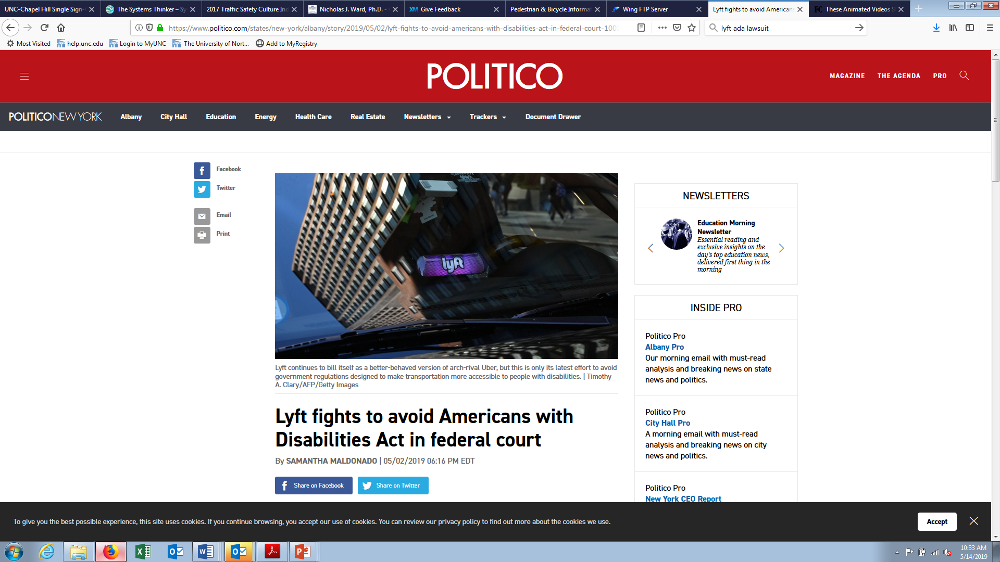 UNC-Chapel Hill Single Sign-
The Systems Thinker – Sy
2017 Traffic Safety Culture Ind
Nicholas J. Ward, Ph.D. -
XM Give Feedback
Pedestrian & Bicycle Informat
Wing FTP Server
Lyft fights to avoid American
FC These Animated Videos S
https://www.politico.com/states/new-york/albany/story/2019/05/02/lyft-fights-to-avoid-americans-with-disabilities-act-in-federal-court-100
lyft ada lawsuit
Most Visited
help.unc.edu
Login to MyUNC
The University of Nort...
Add to MyRegistry
POLITICO
MAGAZINE
THE AGENDA
PRO
POLITICO NEW YORK
Albany
City Hall
Education
Energy
Health Care
Real Estate
Newsletters
Trackers
Document Drawer
Facebook
Twitter
Email
Print
lyft
Lyft continues to bill itself as a better-behaved version of arch-rival Uber, but this is only its latest effort to avoid
government regulations designed to make transportation more accessible to people with disabilities. | Timothy
A. Clary/AFP/Getty Images
Lyft fights to avoid Americans with
Disabilities Act in federal court
By SAMANTHA MALDONADO | 05/02/2019 06:16 PM EDT
Share on Facebook
Share on Twitter
NEWSLETTERS
Education Morning
Newsletter
Essential reading and
exclusive insights on the
day's top education news,
delivered first thing in the
morning
INSIDE PRO
Politico Pro
Albany Pro
Our morning email with must-read
analysis and breaking news on state
news and politics.
Politico Pro
City Hall Pro
A morning email with must-read
analysis and breaking news on city
news and politics.
Politico Pro
New York CEO Report
To give you the best possible experience, this site uses cookies. If you continue browsing, you accept our use of cookies. You can review our privacy policy to find out more about the cookies we use.
Accept
10:33 AM
5/14/2019